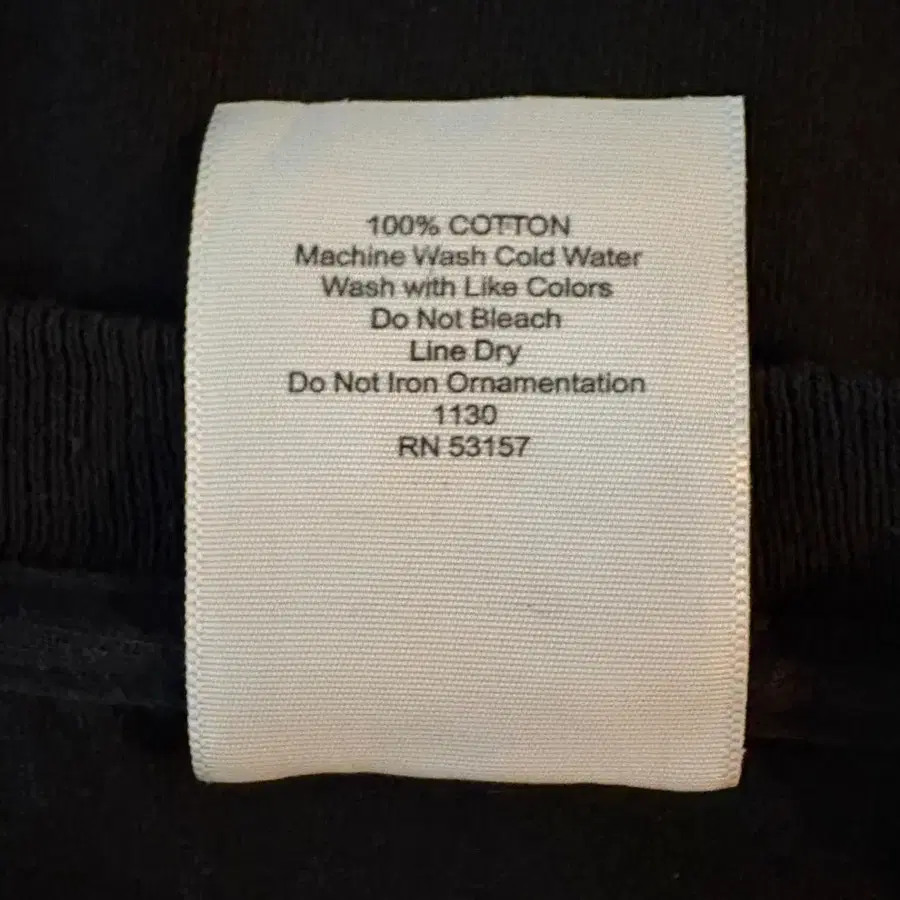 100% COTTON
Machine Wash Cold Water
Wash with Like Colors
Do Not Bleach
Line Dry
Do Not Iron Ornamentation
1130
RN 53157